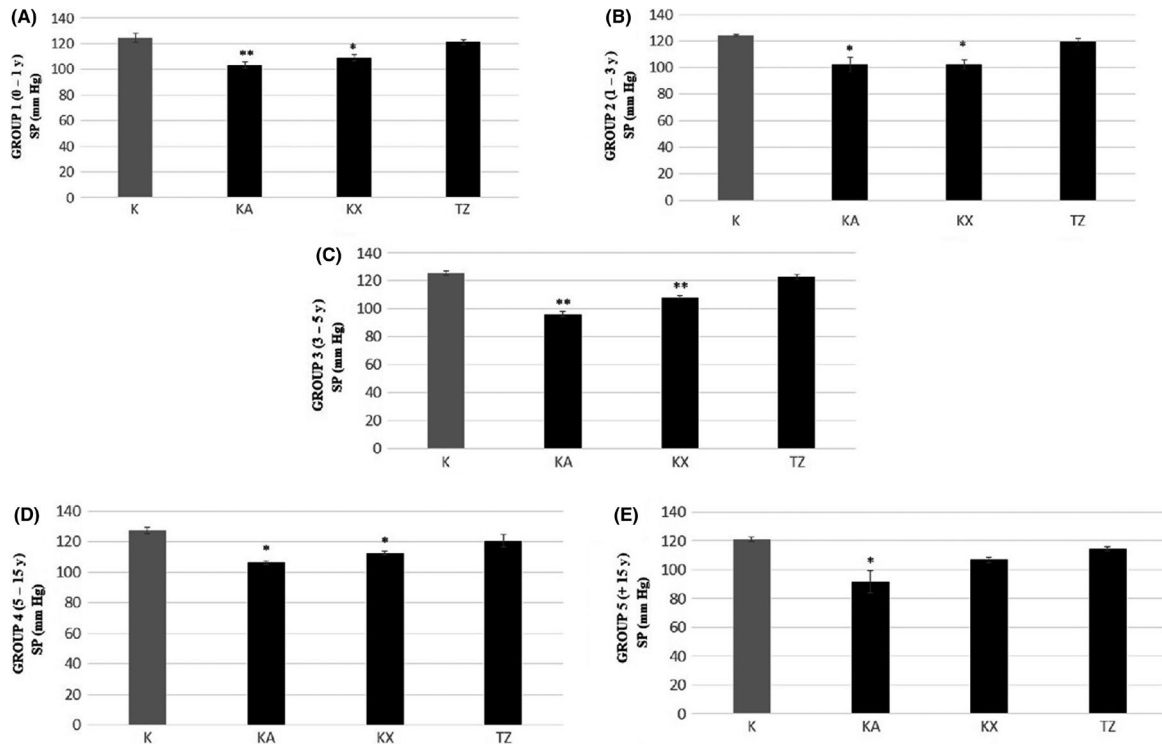 (A)
GROUP 1 (0 – 1 y)
SP (mm Hg)
140
120
100
80
60
40
20
0
**
*
K KA KX TZ
(B)
GROUP 2 (1 – 3 y)
SP (mm Hg)
140
120
100
80
60
40
20
0
*
*
K KA KX TZ
(C)
GROUP 3 (3 – 5 y)
SP (mm Hg)
140
120
100
80
60
40
20
0
**
**
K KA KX TZ
(D)
GROUP 4 (5 – 15 y)
SP (mm Hg)
140
120
100
80
60
40
20
0
*
*
K KA KX TZ
(E)
GROUP 5 (+ 15 y)
SP (mm Hg)
140
120
100
80
60
40
20
0
*
K KA KX TZ